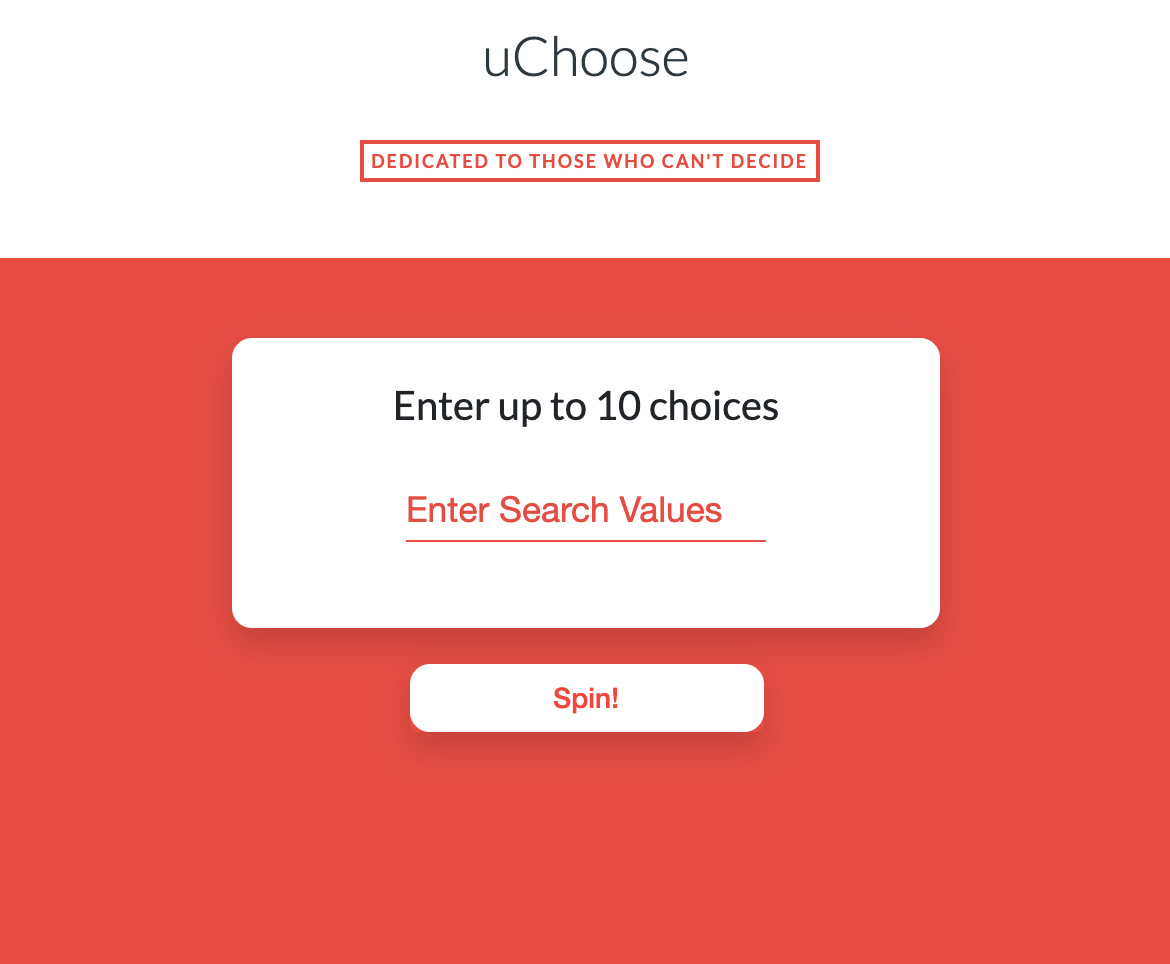 uChoose
DEDICATED TO THOSE WHO CAN'T DECIDE
Enter up to 10 choices
Enter Search Values
Spin!